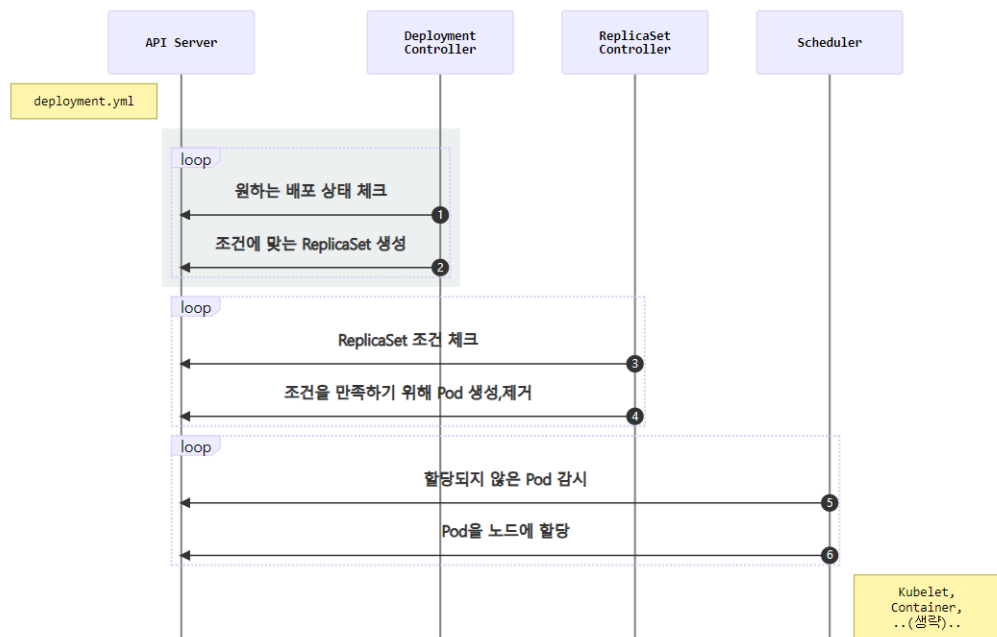 API Server
Deployment
Controller
ReplicaSet
Controller
Scheduler
deployment.yml
loop
원하는 배포 상태 체크
1
조건에 맞는 ReplicaSet 생성
2
loop
ReplicaSet 조건 체크
3
조건을 만족하기 위해 Pod 생성,제거
4
loop
할당되지 않은 Pod 감시
5
Pod을 노드에 할당
6
Kubelet,
Container,
..(생략)..